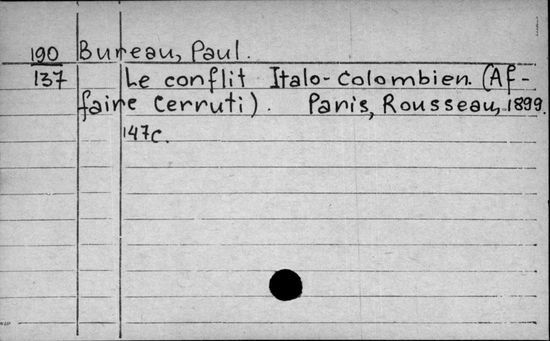 190 Bureau, Paul.
137 Le conflit Italo-Colombien. (Af-
faire Cerruti). Paris, Rousseau, 1899.
147c.